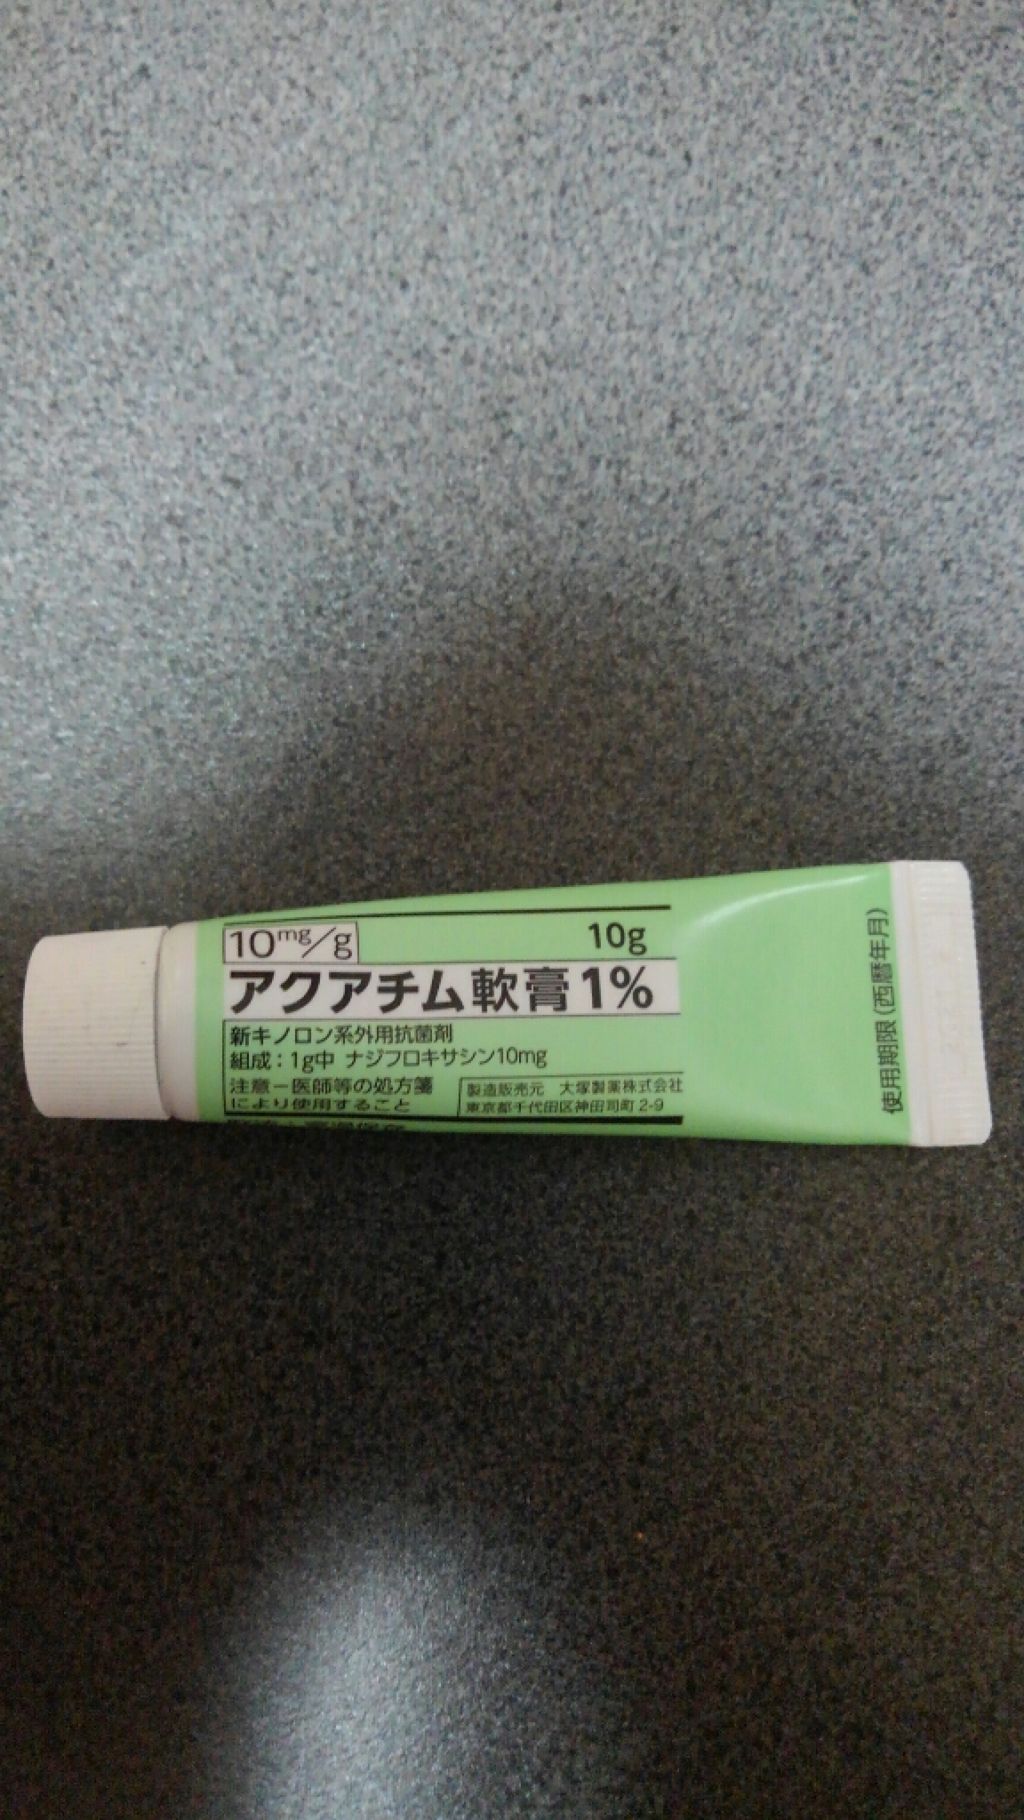 10mg/g 10g
アクアチム軟膏1%
新キノロン系外用抗菌剤
組成:1g中 ナジフロキサシン10mg
注意-医師等の処方箋
により使用すること
製造販売元 大塚製薬株式会社
東京都千代田区神田司町2-9
使用期限(西暦年月)